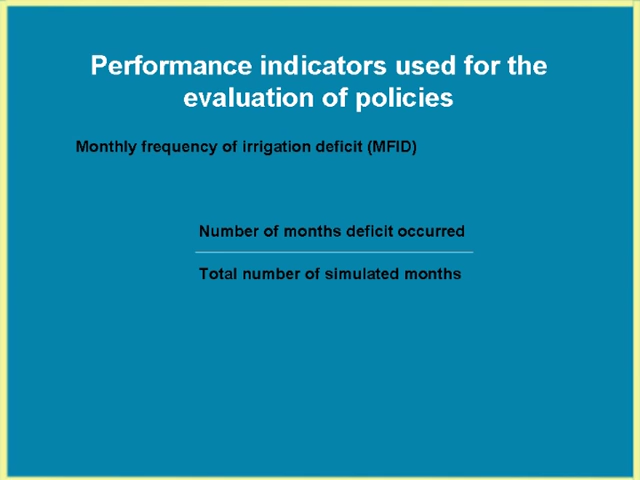 Performance indicators used for the
evaluation of policies
Monthly frequency of irrigation deficit (MFID)
Number of months deficit occurred
Total number of simulated months